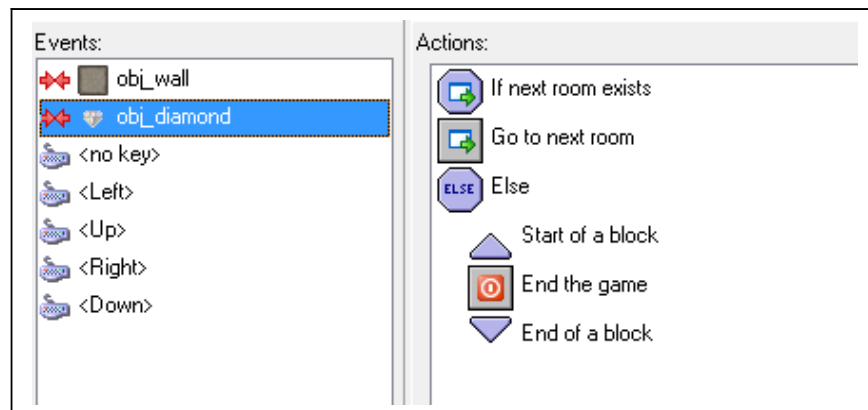 Events:
obj_wall
obj_diamond
<no key>
<Left>
<Up>
<Right>
<Down>
Actions:
If next room exists
Go to next room
ELSE Else
Start of a block
End the game
End of a block